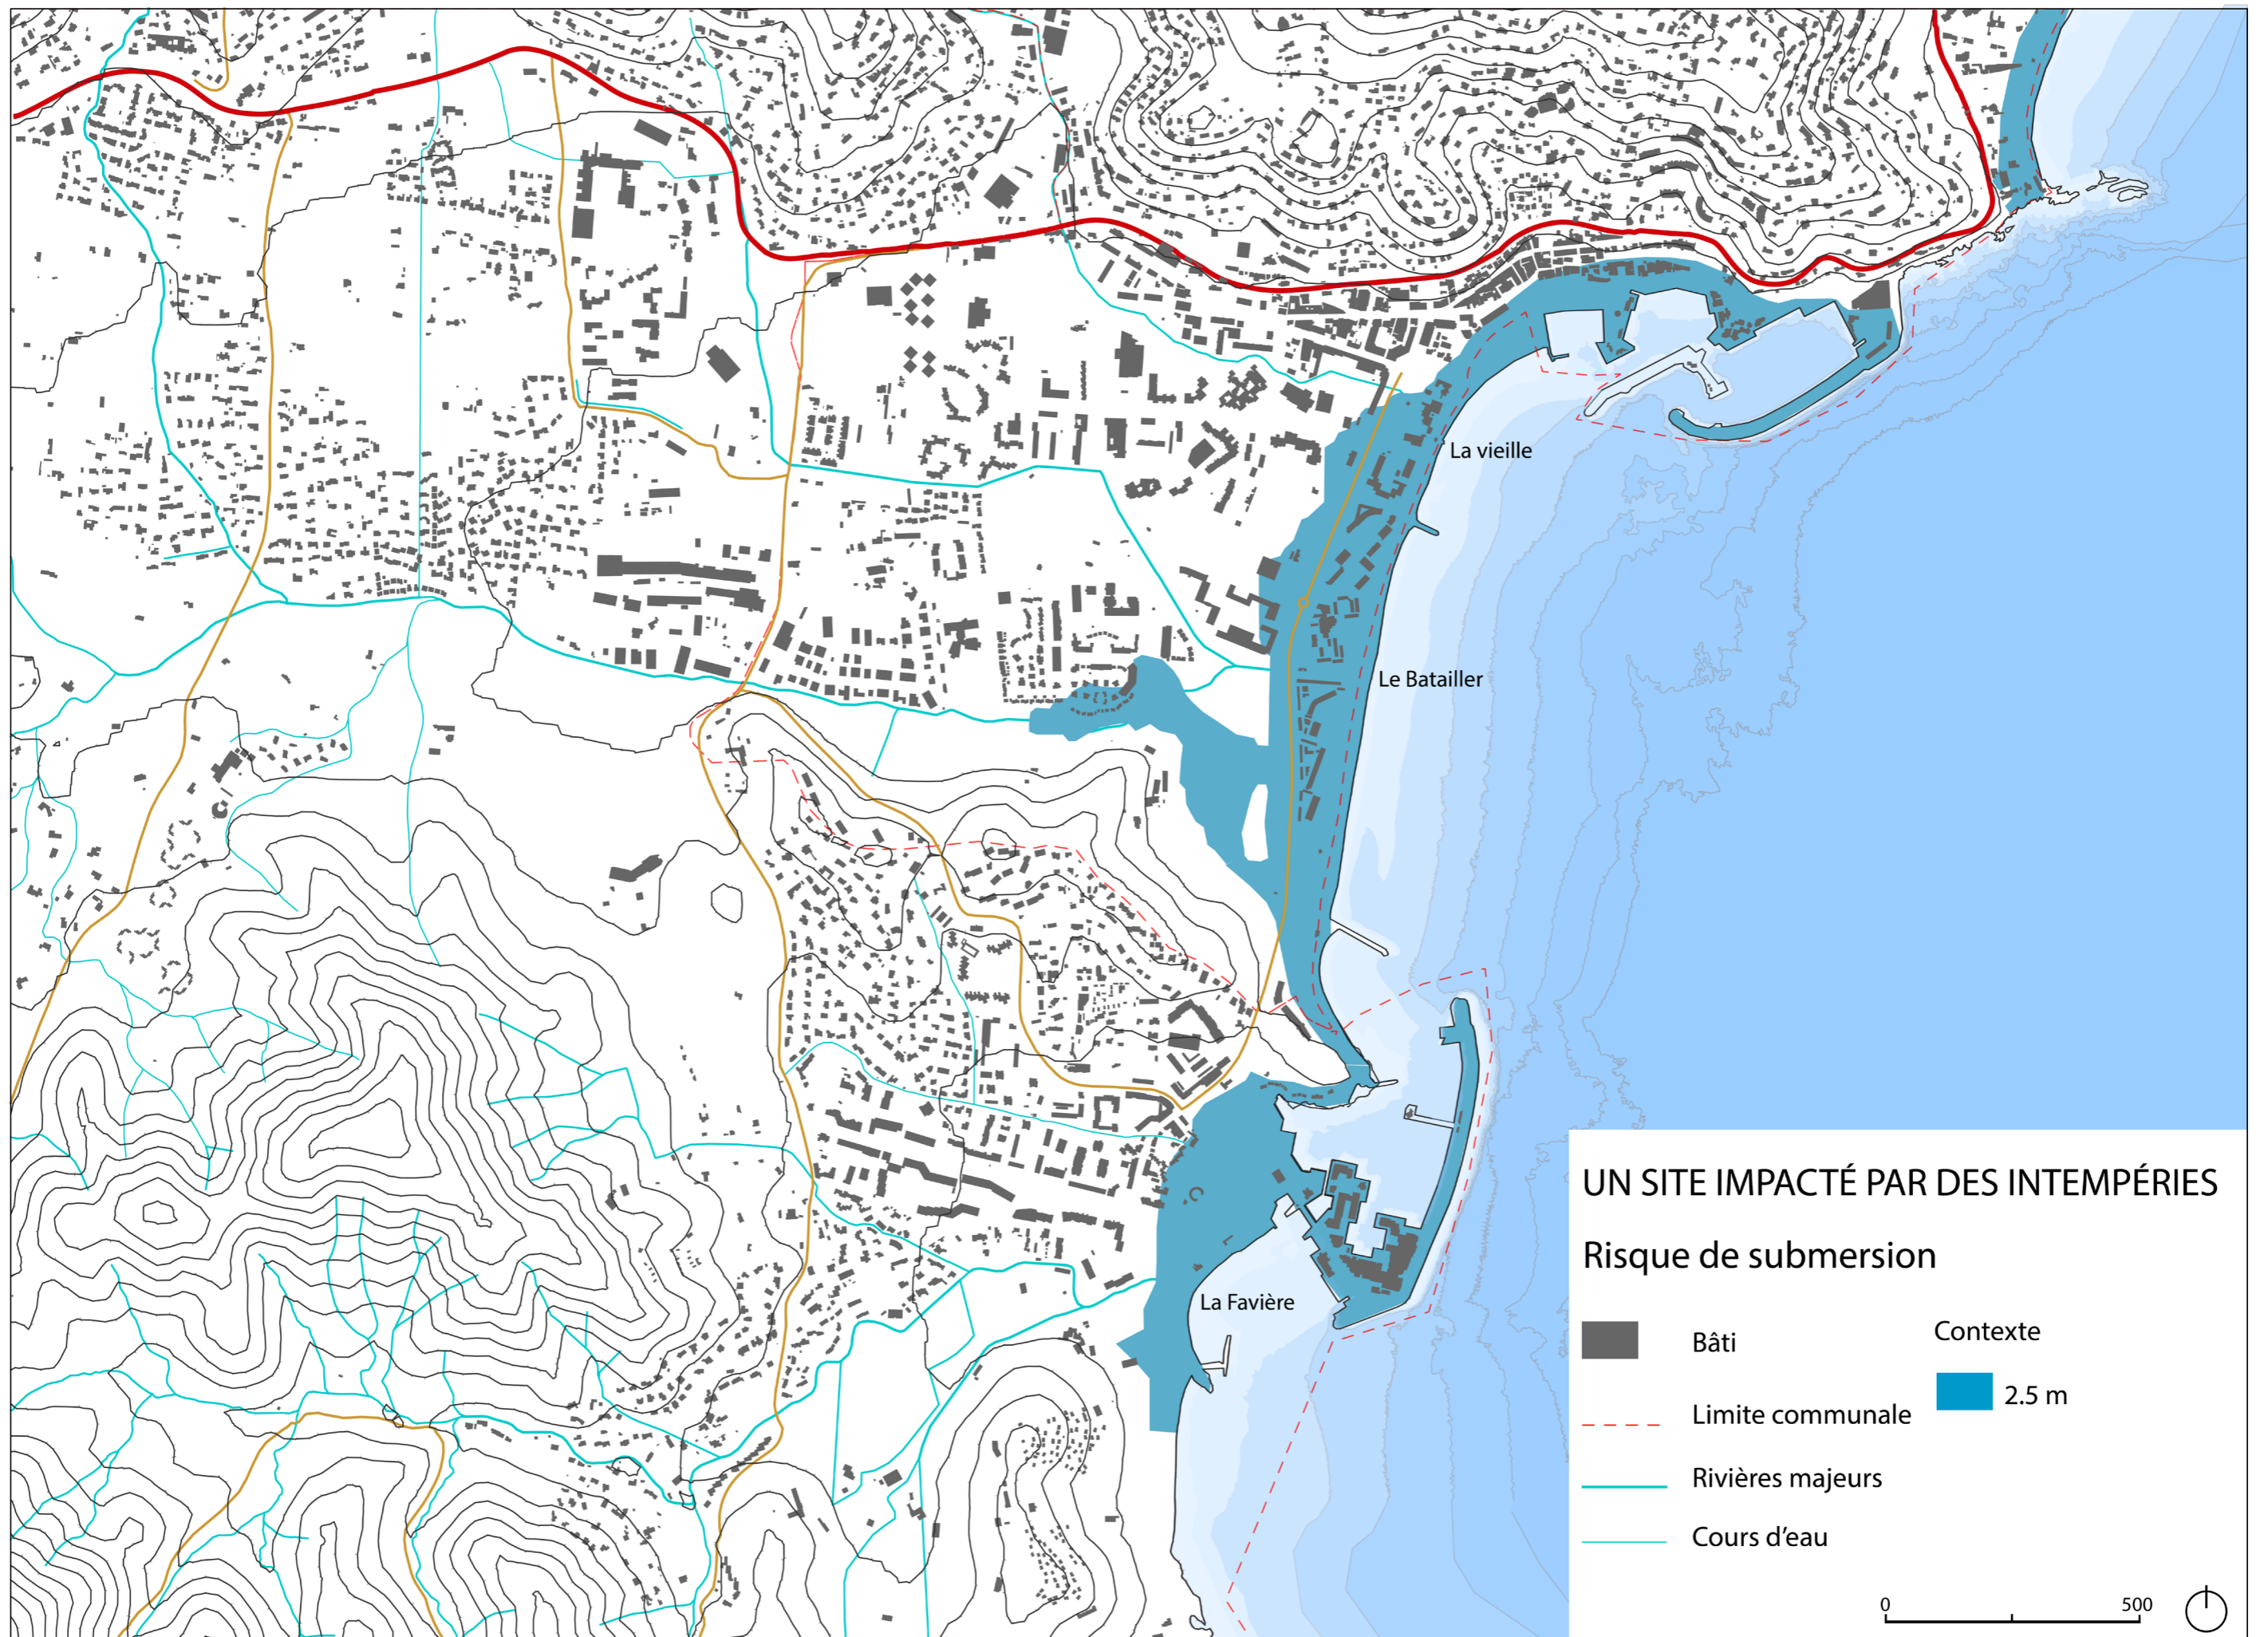 La vieille
Le Batailler
La Favière
UN SITE IMPACTÉ PAR DES INTEMPÉRIES
Risque de submersion
Bâti
Contexte
2.5 m
Limite communale
Rivières majeurs
Cours d'eau
0 500